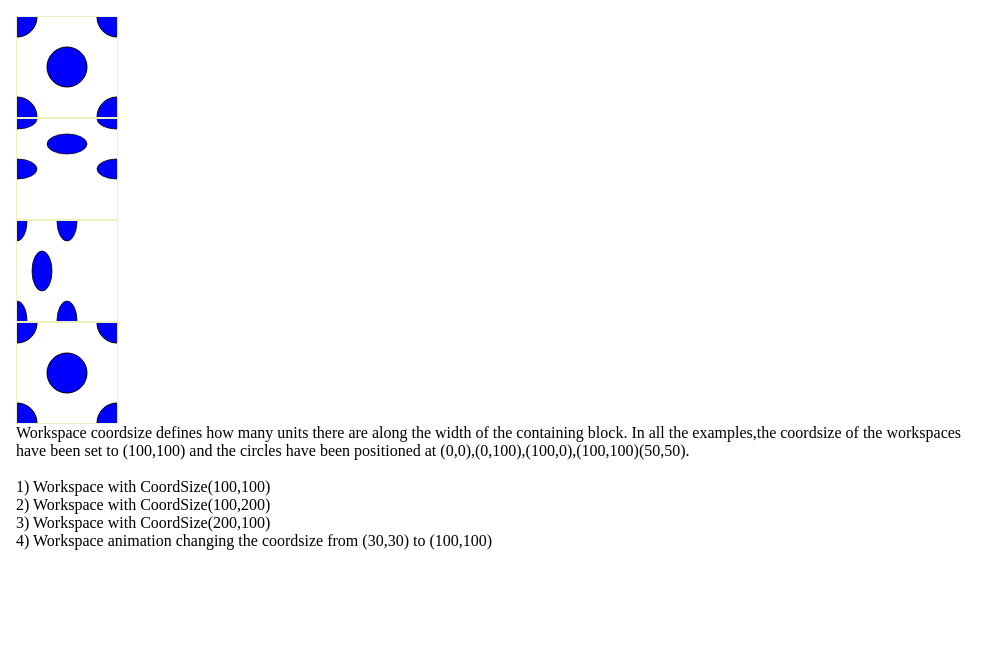 Workspace coordsize defines how many units there are along the width of the containing block. In all the examples,the coordsize of the workspaces
have been set to (100,100) and the circles have been positioned at (0,0),(0,100),(100,0),(100,100)(50,50).
1) Workspace with CoordSize(100,100)
2) Workspace with CoordSize(100,200)
3) Workspace with CoordSize(200,100)
4) Workspace animation changing the coordsize from (30,30) to (100,100)